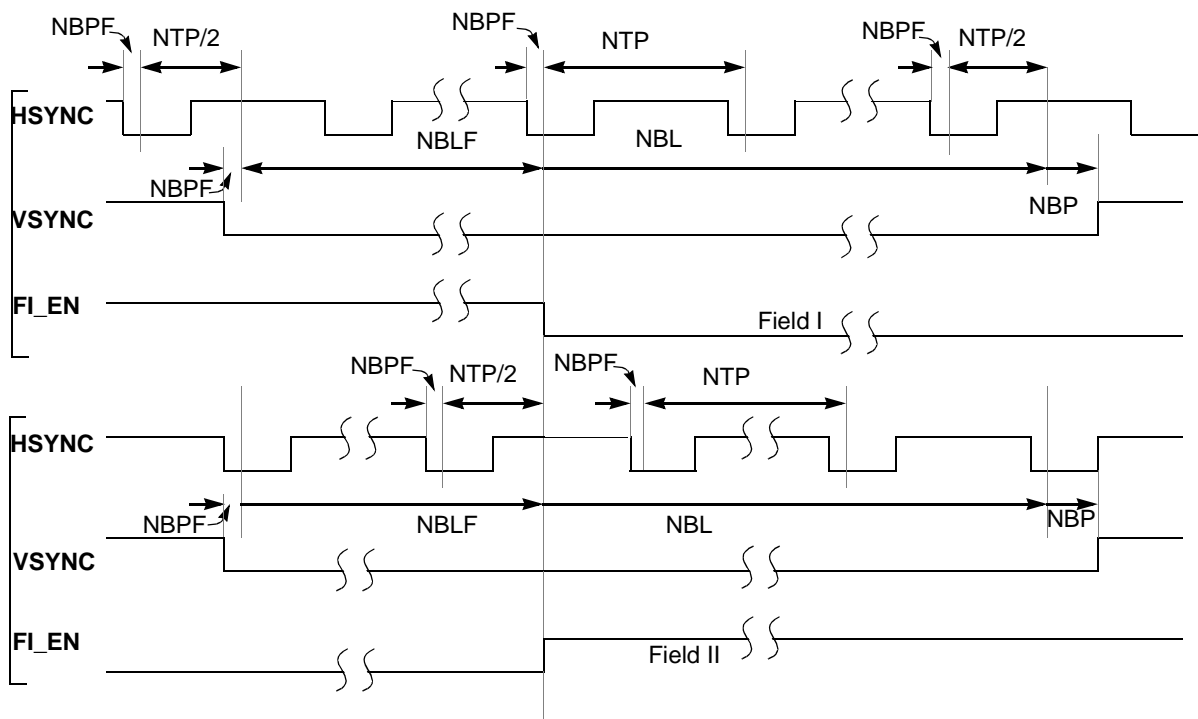 NBPF NTP/2 NBPF NTP NBPF NTP/2
HSYNC
NBLF NBL
NBPF NBP
VSYNC
FI_EN
Field I
NBPF NTP/2 NBPF NTP
HSYNC
NBPF NBLF NBL NBP
VSYNC
FI_EN
Field II